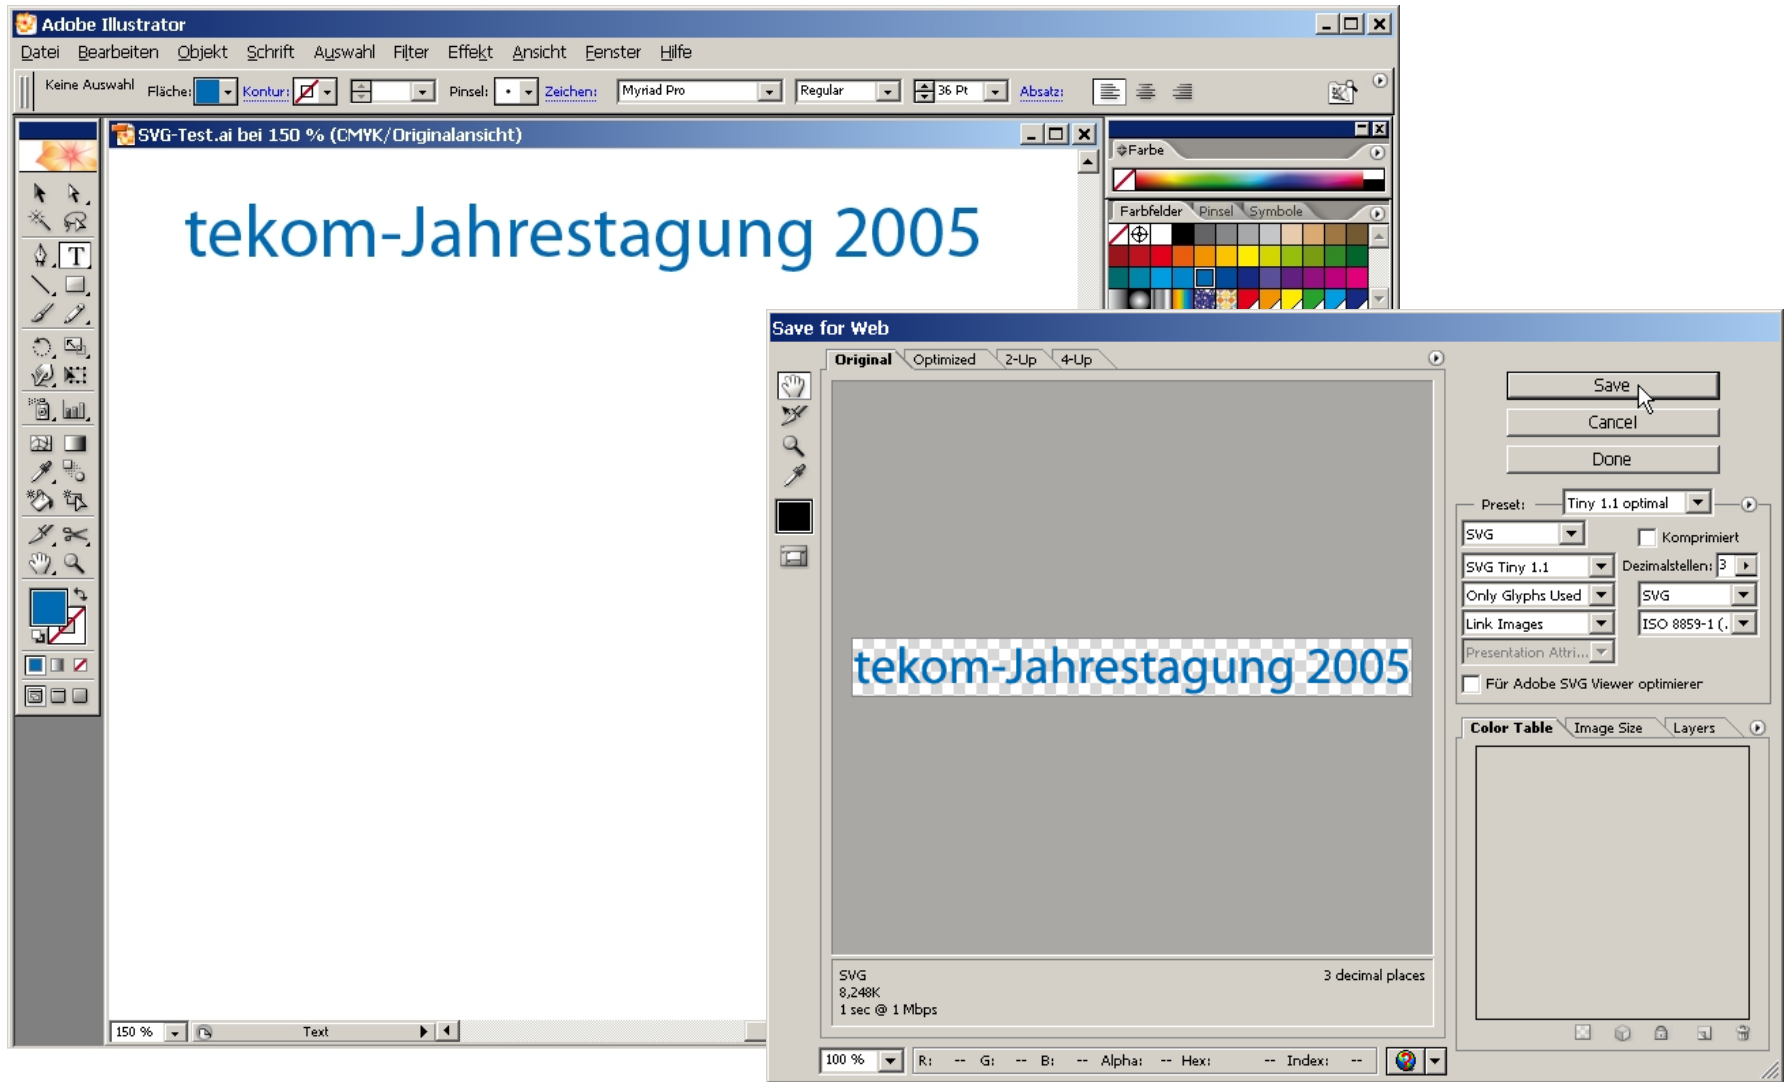 Adobe Illustrator
Datei Bearbeiten Objekt Schrift Auswahl Filter Effekt Ansicht Fenster Hilfe
Keine Auswahl Fläche: Kontur: Pinsel: Zeichen: Myriad Pro Regular 36 Pt Absatz:
SVG-Test.ai bei 150 % (CMYK/Originalansicht)
Farbe
Farbfelder Pinsel Symbole
T
tekom-Jahrestagung 2005
150 % Text
Save for Web
Original Optimized 2-Up 4-Up
tekom-Jahrestagung 2005
SVG 3 decimal places
8,248K
1 sec @ 1 Mbps
100 % R: -- G: -- B: -- Alpha: -- Hex: -- Index: --
Save
Cancel
Done
Preset: Tiny 1.1 optimal
SVG Komprimiert
SVG Tiny 1.1 Dezimalstellen: 3
Only Glyphs Used SVG
Link Images ISO 8859-1 (.
Presentation Attri...
Für Adobe SVG Viewer optimieren
Color Table Image Size Layers